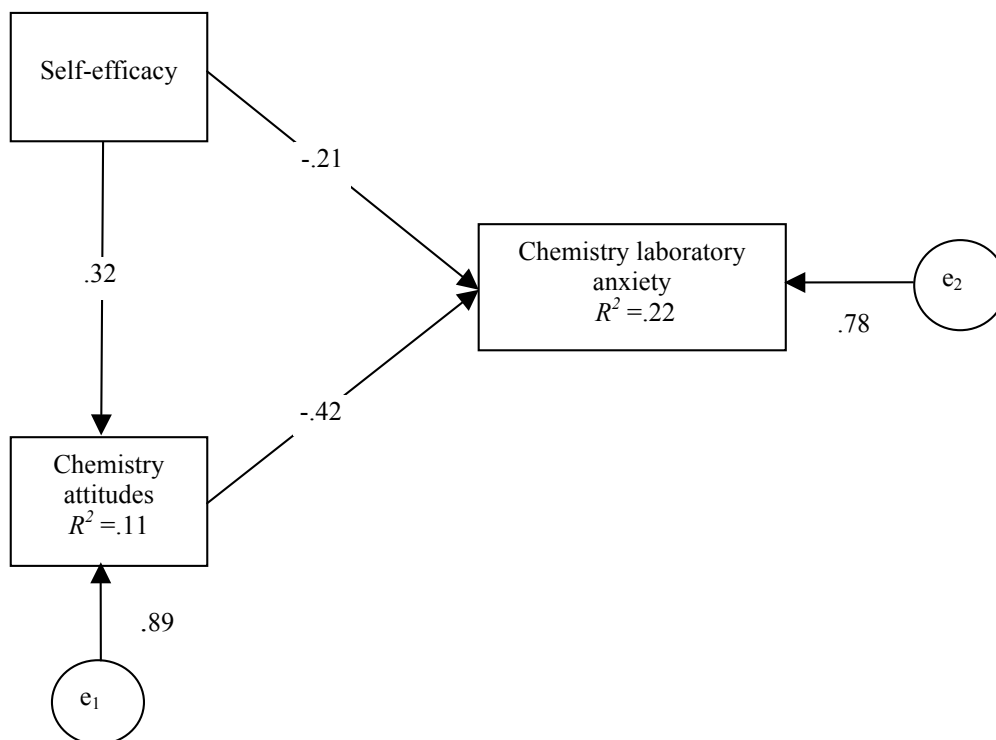 Self-efficacy
-.21
Chemistry laboratory
anxiety
R² =.22
e₂
.78
.32
-.42
Chemistry
attitudes
R² =.11
.89
e₁